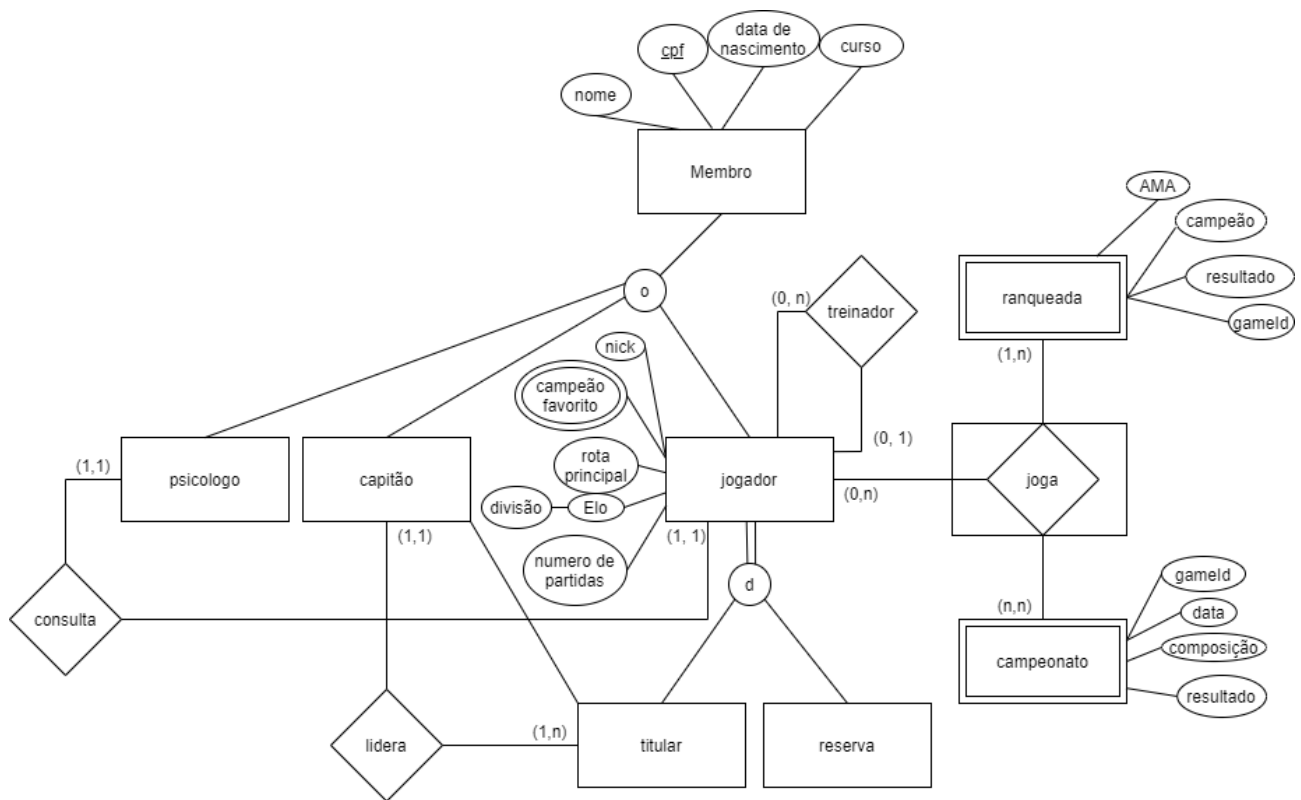 cpf
data de
nascimento
curso
nome
Membro
AMA
campeão
resultado
gameId
ranqueada
(1,n)
o
(0, n)
treinador
(0, 1)
nick
campeão
favorito
rota
principal
divisão
Elo
numero de
partidas
(1,1)
psicologo
capitão
(1,1)
jogador
(1, 1)
(0,n)
joga
d
consulta
(n,n)
gameId
data
composição
resultado
campeonato
lidera
(1,n)
titular
reserva